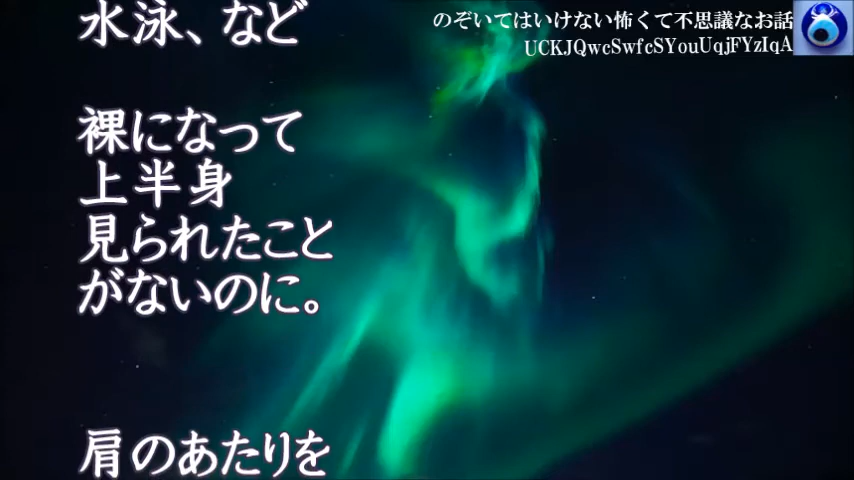 のぞいてはいけない怖くて不思議なお話
UCKJQwcSwfcSYouUqjFYzIqA
水泳、など
裸になって
上半身
見られたこと
がないのに。
肩のあたりを